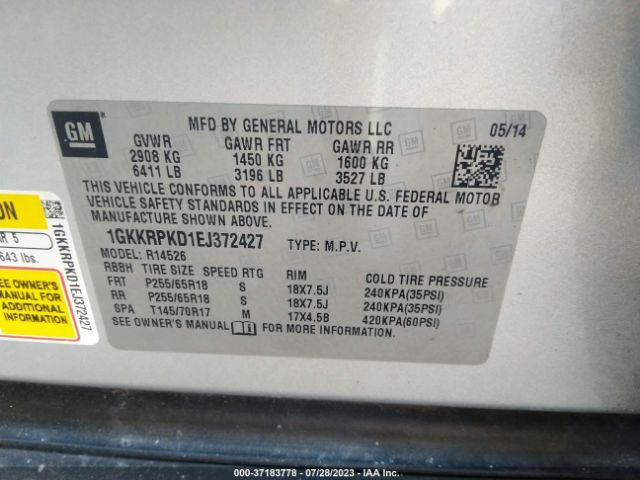 GM
MFD BY GENERAL MOTORS LLC 05/14
GVWR GAWR FRT GAWR RR
2908 KG 1450 KG 1600 KG
6411 LB 3196 LB 3527 LB
THIS VEHICLE CONFORMS TO ALL APPLICABLE U.S. FEDERAL MOTOR
VEHICLE SAFETY STANDARDS IN EFFECT ON THE DATE OF
MANUFACTURE SHOWN ABOVE.
1GKKRPKD1EJ372427 TYPE: M.P.V.
MODEL: R14526
RBBH TIRE SIZE SPEED RTG RIM COLD TIRE PRESSURE
FRT P255/65R18 S 18X7.5J 240KPA(35PSI)
RR P255/65R18 S 18X7.5J 240KPA(35PSI)
SPA T145/70R17 M 17X4.5B 420KPA(60PSI)
SEE OWNER'S MANUAL FOR MORE INFORMATION.
ON
R 5
643 lbs.
SEE OWNER'S
MANUAL FOR
ADDITIONAL
INFORMATION
1GKKRPKD1EJ372427
000-37183778 - 07/28/2023 - IAA Inc.